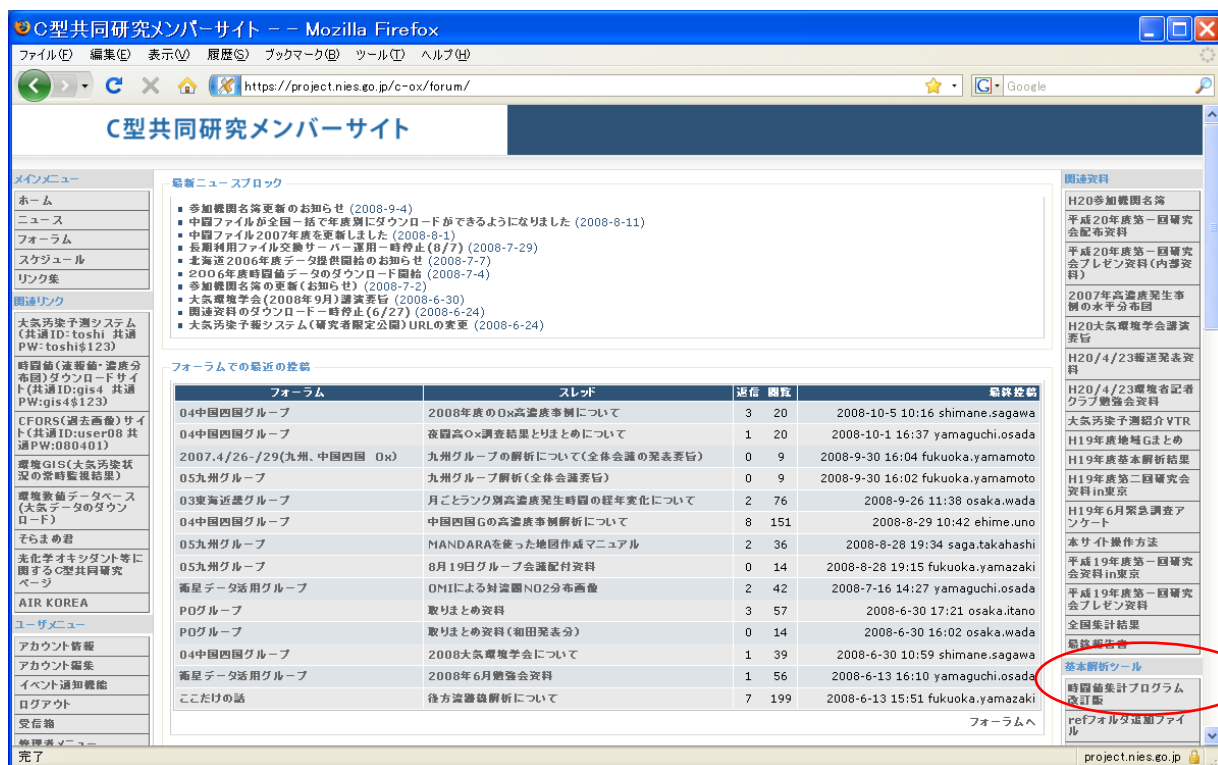 C型共同研究メンバーサイト - - Mozilla Firefox
ファイル(F) 編集(E) 表示(V) 履歴(S) ブックマーク(B) ツール(T) ヘルプ(H)
https://project.nies.go.jp/c-ox/forum/
Google
C型共同研究メンバーサイト
メインメニュー
ホーム
ニュース
フォーラム
スケジュール
リンク集
関連リンク
大気汚染予測システム
(共通ID:toshi 共通
PW:toshi$123)
時間値(速報値・濃度分
布図)ダウンロードサイ
ト(共通ID:gis4 共通
PW:gis4$123)
CFORS(過去画像)サイ
ト(共通ID:user08 共
通PW:080401)
環境GIS(大気汚染状
況の常時監視結果)
環境数値データベース
(大気データのダウン
ロード)
そらまめ君
光化学オキシダント等に
関するC型共同研究
ページ
AIR KOREA
ユーザメニュー
アカウント情報
アカウント編集
イベント通知機能
ログアウト
受信箱
管理者メニュー
最新ニュースブロック
参加機関名簿更新のお知らせ (2008-9-4)
中間ファイルが全国一括で年度別にダウンロードができるようになりました (2008-8-11)
中間ファイル2007年度を更新しました (2008-8-1)
長期利用ファイル交換サーバー運用一時停止(8/7) (2008-7-29)
北海道2006年度データ提供開始のお知らせ (2008-7-7)
2006年度時間値データのダウンロード開始 (2008-7-4)
参加機関名簿の更新(お知らせ) (2008-7-2)
大気環境学会(2008年9月)講演要旨 (2008-6-30)
関連資料のダウンロード一時停止(6/27) (2008-6-24)
大気汚染予報システム(研究者限定公開)URLの変更 (2008-6-24)
フォーラムでの最近の投稿
フォーラム スレッド 返信 閲覧 最終投稿
04中国四国グループ 2008年度のOx高濃度事例について 3 20 2008-10-5 10:16 shimane.sagawa
04中国四国グループ 夜間高Ox調査結果とりまとめについて 1 20 2008-10-1 16:37 yamaguchi.osada
2007.4/26-/29(九州、中国四国 Ox) 九州グループの解析について(全体会議の発表要旨) 0 9 2008-9-30 16:04 fukuoka.yamamoto
05九州グループ 九州グループ解析(全体会議要旨) 0 9 2008-9-30 16:02 fukuoka.yamamoto
03東海近畿グループ 月ごとランク別高濃度発生時間の経年変化について 2 76 2008-9-26 11:38 osaka.wada
04中国四国グループ 中国四国Gの高濃度事例解析について 8 151 2008-8-29 10:42 ehime.uno
05九州グループ MANDARAを使った地図作成マニュアル 2 36 2008-8-28 19:34 saga.takahashi
05九州グループ 8月19日グループ会議配付資料 0 14 2008-8-28 19:15 fukuoka.yamazaki
衛星データ活用グループ OMIによる対流圏NO2分布画像 2 42 2008-7-16 14:27 yamaguchi.osada
POグループ 取りまとめ資料 3 57 2008-6-30 17:21 osaka.itano
POグループ 取りまとめ資料(和田発表分) 0 14 2008-6-30 16:02 osaka.wada
04中国四国グループ 2008大気環境学会について 1 39 2008-6-30 10:59 shimane.sagawa
衛星データ活用グループ 2008年6月勉強会資料 1 56 2008-6-13 16:10 yamaguchi.osada
ここだけの話 後方流跡線解析について 7 199 2008-6-13 15:51 fukuoka.yamazaki
フォーラムへ
関連資料
H20参加機関名簿
平成20年度第一回研究
会配布資料
平成20年度第一回研究
会プレゼン資料(内部資
料)
2007年高濃度発生事
例の水平分布図
H20大気環境学会講演
要旨
H20/4/23報道発表資
料
H20/4/23環境省記者
クラブ勉強会資料
大気汚染予測紹介VTR
H19年度地域Gまとめ
H19年度基本解析結果
H19年度第二回研究会
資料in東京
H19年6月緊急調査ア
ンケート
本サイト操作方法
平成19年度第一回研究
会資料in東京
平成19年度第一回研究
会プレゼン資料
全国集計結果
最終報告書
基本解析ツール
時間値集計プログラム
改訂版
refフォルダ追加ファイ
ル
完了
project.nies.go.jp